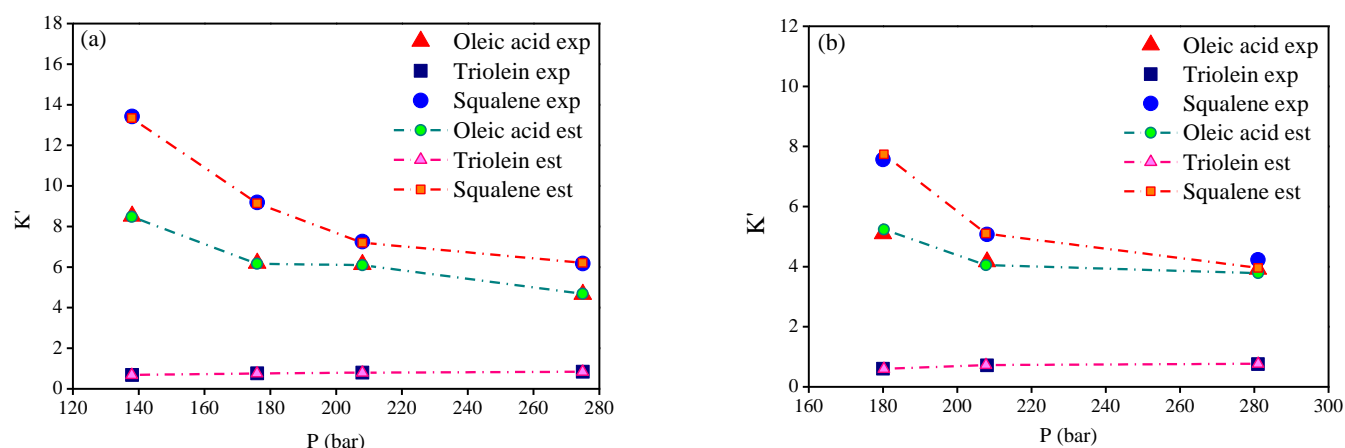 (a)
18
16
14
12
10
8
6
4
2
0
K'
120 140 160 180 200 220 240 260 280
P (bar)
Oleic acid exp
Triolein exp
Squalene exp
Oleic acid est
Triolein est
Squalene est
(b)
12
10
8
6
4
2
0
K'
160 180 200 220 240 260 280 300
P (bar)
Oleic acid exp
Triolein exp
Squalene exp
Oleic acid est
Triolein est
Squalene est